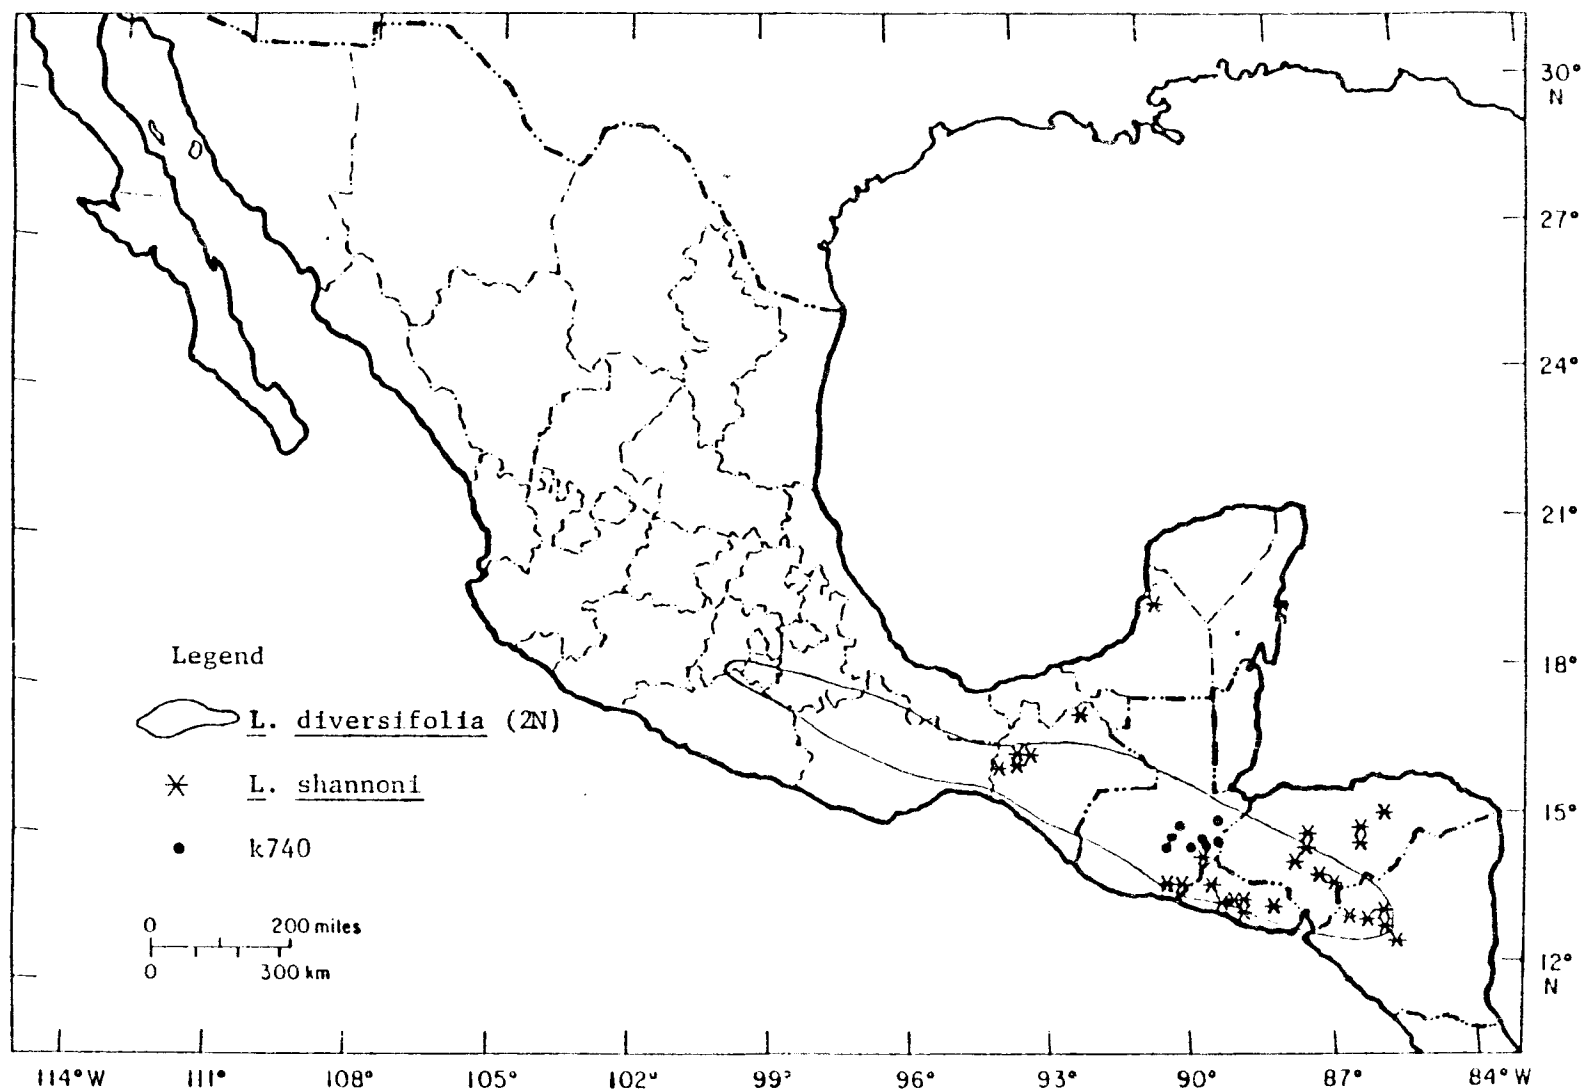 30°
N
27°
24°
21°
18°
15°
12°
N
Legend
L. diversifolia (2N)
L. shannoni
k740
0 200 miles
0 300 km
114°W 111° 108° 105° 102° 99° 96° 93° 90° 87° 84°W